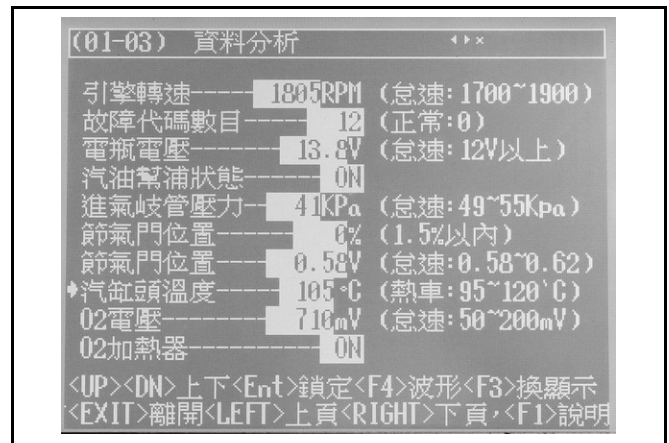 (01-03) 資料分析 ◂▸×
引擎轉速----- 1805RPM (怠速:1700~1900)
故障代碼數目----- 12 (正常:0)
電瓶電壓------- 13.8V (怠速:12V以上)
汽油幫浦狀態------- ON
進氣岐管壓力-- 41KPa (怠速:49~55Kpa)
節氣門位置----- 0% (1.5%以內)
節氣門位置---- 0.58V (怠速:0.58~0.62)
➧汽缸頭溫度----- 105°C (熱車:95~120`C)
O2電壓--------- 710mV (怠速:50~200mV)
O2加熱器---------- ON
<UP><DN>上下<Ent>鎖定<F4>波形<F3>換顯示
<EXIT>離開<LEFT>上頁<RIGHT>下頁,<F1>說明